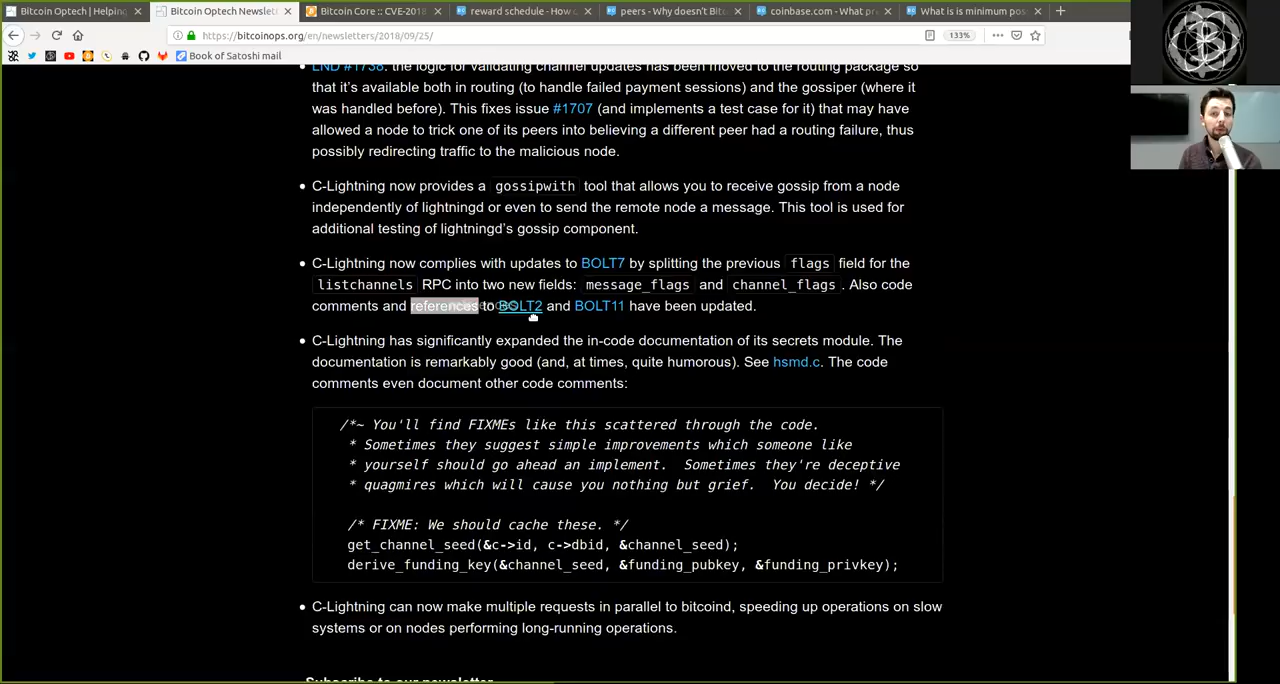 Bitcoin Optech | Helping
Bitcoin Optech Newslett
Bitcoin Core :: CVE-2018
reward schedule - How c
peers - Why doesn't Bitc
coinbase.com - What pre
What is is minimum pos
https://bitcoinops.org/en/newsletters/2018/09/25/
133%
Book of Satoshi mail
LND #1738: the logic for validating channel updates has been moved to the routing package so
that it's available both in routing (to handle failed payment sessions) and the gossiper (where it
was handled before). This fixes issue #1707 (and implements a test case for it) that may have
allowed a node to trick one of its peers into believing a different peer had a routing failure, thus
possibly redirecting traffic to the malicious node.
C-Lightning now provides a gossipwith tool that allows you to receive gossip from a node
independently of lightningd or even to send the remote node a message. This tool is used for
additional testing of lightningd's gossip component.
C-Lightning now complies with updates to BOLT7 by splitting the previous flags field for the
listchannels RPC into two new fields: message_flags and channel_flags. Also code
comments and references to BOLT2 and BOLT11 have been updated.
C-Lightning has significantly expanded the in-code documentation of its secrets module. The
documentation is remarkably good (and, at times, quite humorous). See hsmd.c. The code
comments even document other code comments:
/*~ You'll find FIXMEs like this scattered through the code.
* Sometimes they suggest simple improvements which someone like
* yourself should go ahead an implement. Sometimes they're deceptive
* quagmires which will cause you nothing but grief. You decide! */
/* FIXME: We should cache these. */
get_channel_seed(&c->id, c->dbid, &channel_seed);
derive_funding_key(&channel_seed, &funding_pubkey, &funding_privkey);
C-Lightning can now make multiple requests in parallel to bitcoind, speeding up operations on slow
systems or on nodes performing long-running operations.
Subscribe to our newsletter